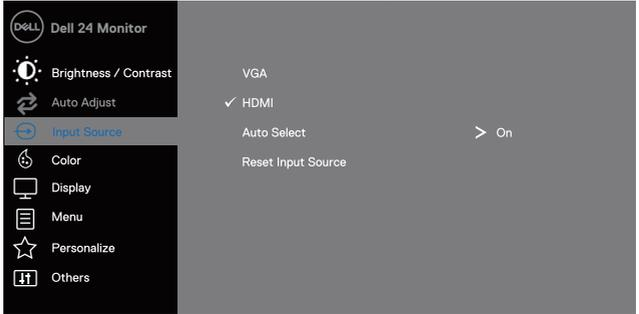 DELL Dell 24 Monitor
Brightness / Contrast
Auto Adjust
Input Source
Color
Display
Menu
Personalize
Others
VGA
HDMI
Auto Select > On
Reset Input Source